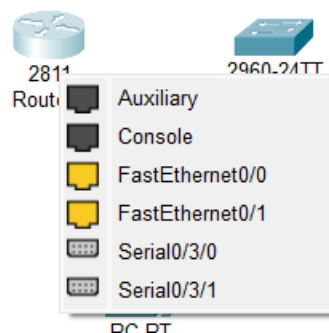 2811
2960-24TT
Route
Auxiliary
Console
FastEthernet0/0
FastEthernet0/1
Serial0/3/0
Serial0/3/1
PC-PT